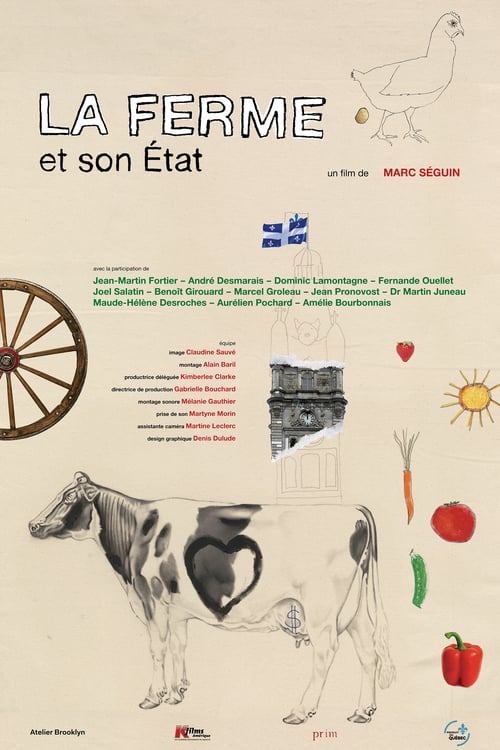 LA FERME
et son État
un film de MARC SÉGUIN
avec la participation de
Jean-Martin Fortier – André Desmarais – Dominic Lamontagne – Fernande Ouellet
Joel Salatin – Benoît Girouard – Marcel Groleau – Jean Pronovost – Dr Martin Juneau
Maude-Hélène Desroches – Aurélien Pochard – Amélie Bourbonnais
équipe
image Claudine Sauvé
montage Alain Baril
productrice déléguée Kimberlee Clarke
directrice de production Gabrielle Bouchard
montage sonore Mélanie Gauthier
prise de son Martyne Morin
assistante caméra Martine Leclerc
design graphique Denis Dulude
$
Atelier Brooklyn
K films
Amérique
prim
QUÉBEC